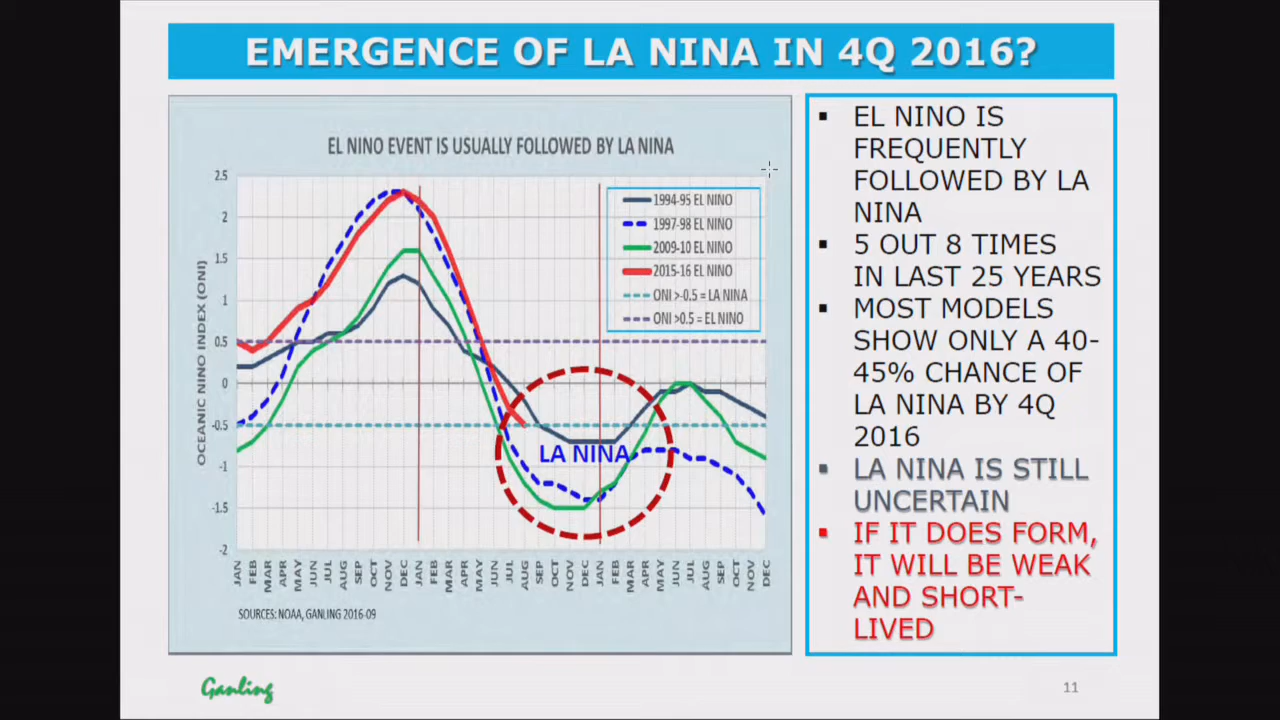 EMERGENCE OF LA NINA IN 4Q 2016?
EL NINO EVENT IS USUALLY FOLLOWED BY LA NINA
OCEANIC NINO INDEX (ONI)
2.5
2
1.5
1
0.5
0
-0.5
-1
-1.5
-2
1994-95 EL NINO
1997-98 EL NINO
2009-10 EL NINO
2015-16 EL NINO
ONI >-0.5 = LA NINA
ONI >0.5 = EL NINO
LA NINA
JAN FEB MAR APR MAY JUN JUL AUG SEP OCT NOV DEC JAN FEB MAR APR MAY JUN JUL AUG SEP OCT NOV DEC JAN FEB MAR APR MAY JUN JUL AUG SEP OCT NOV DEC
SOURCES: NOAA, GANLING 2016-09
▪ EL NINO IS
FREQUENTLY
FOLLOWED BY LA
NINA
▪ 5 OUT 8 TIMES
IN LAST 25 YEARS
▪ MOST MODELS
SHOW ONLY A 40-
45% CHANCE OF
LA NINA BY 4Q
2016
▪ LA NINA IS STILL
UNCERTAIN
▪ IF IT DOES FORM,
IT WILL BE WEAK
AND SHORT-
LIVED
Ganling
11